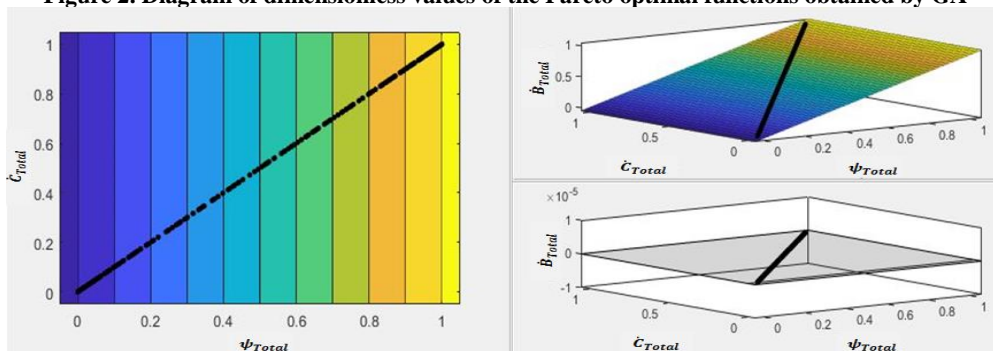 Figure 2. Diagram of dimensionless values of the Pareto optimal functions obtained by GA
1
0.8
0.6
0.4
0.2
0
Ċ_Total
0 0.2 0.4 0.6 0.8 1
ψ_Total
1
0.5
0
Ḃ_Total
1 0.5 0
0 0.2 0.4 0.6 0.8 1
Ċ_Total ψ_Total
×10⁻⁵
1
0
-1
Ḃ_Total
1 0.5 0
0 0.2 0.4 0.6 0.8 1
Ċ_Total ψ_Total